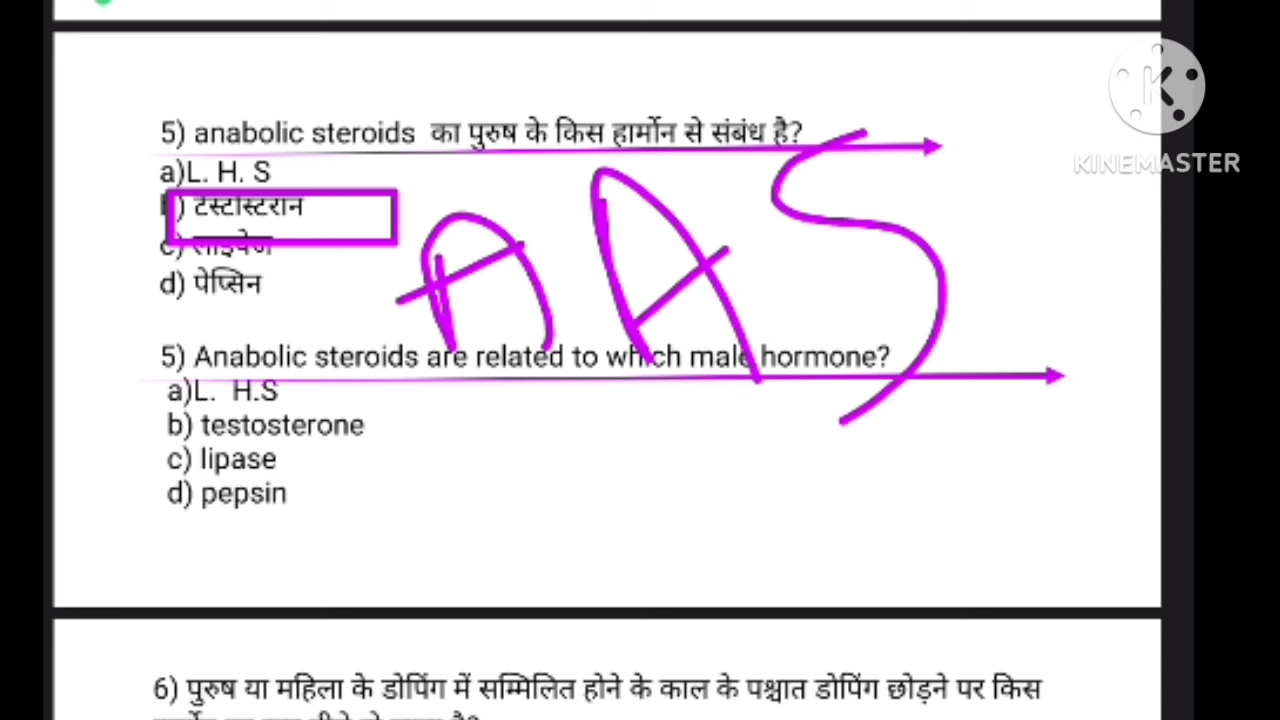 5) anabolic steroids का पुरुष के किस हार्मोन से संबंध है?
a)L. H. S
) टेस्टोस्टेरोन
c) लाइपेज
d) पेप्सिन
AAS
5) Anabolic steroids are related to which male hormone?
a)L. H.S
b) testosterone
c) lipase
d) pepsin
6) पुरुष या महिला के डोपिंग में सम्मिलित होने के काल के पश्चात डोपिंग छोड़ने पर किस
K
KINEMASTER